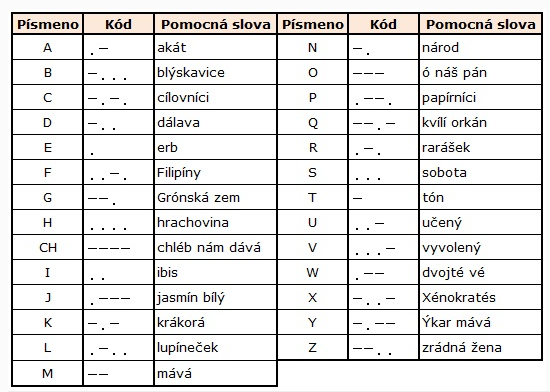 Písmeno Kód Pomocná slova Písmeno Kód Pomocná slova
A . — akát N — . národ
B — . . . blýskavice O — — — ó náš pán
C — . — . cílovníci P . — — . papírníci
D — . . dálava Q — — . — kvílí orkán
E . erb R . — . rarášek
F . . — . Filipíny S . . . sobota
G — — . Grónská zem T — tón
H . . . . hrachovina U . . — učený
CH — — — — chléb nám dává V . . . — vyvolený
I . . ibis W . — — dvojté vé
J . — — — jasmín bílý X — . . — Xénokratés
K — . — krákorá Y — . — — Ýkar mává
L . — . . lupíneček Z — — . . zrádná žena
M — — mává